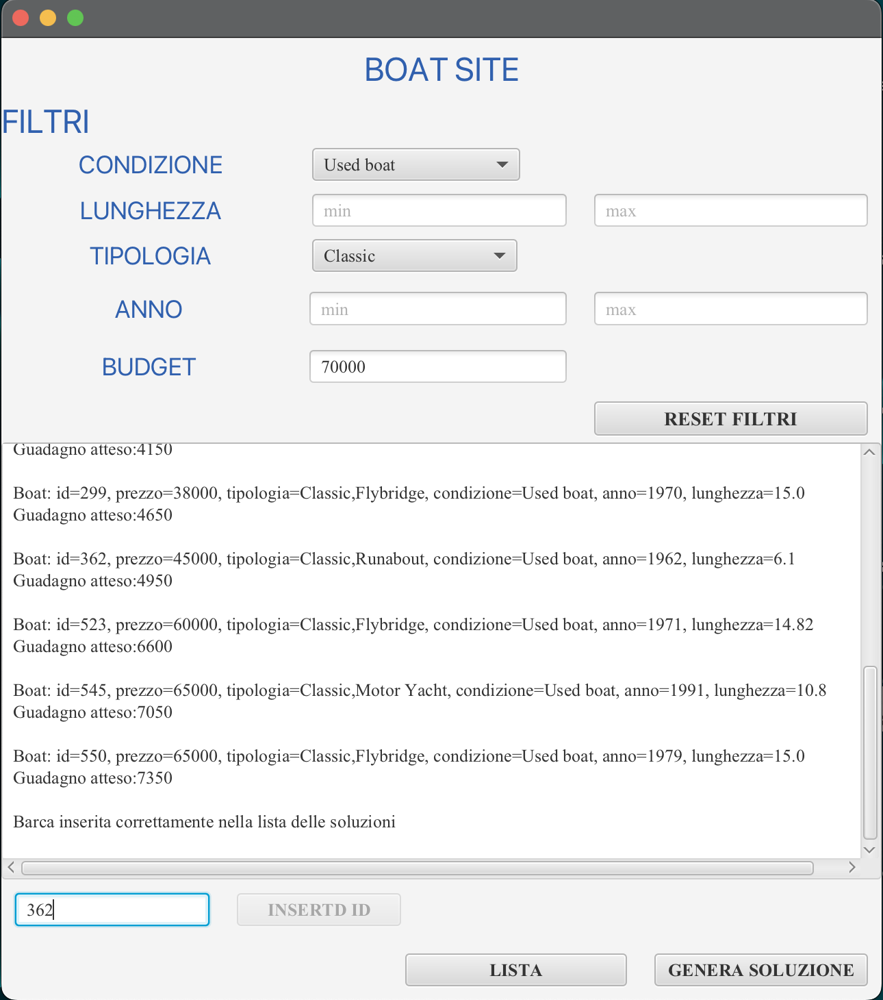 BOAT SITE
FILTRI
CONDIZIONE Used boat
LUNGHEZZA min max
TIPOLOGIA Classic
ANNO min max
BUDGET 70000
RESET FILTRI
Guadagno atteso:4150
Boat: id=299, prezzo=38000, tipologia=Classic,Flybridge, condizione=Used boat, anno=1970, lunghezza=15.0
Guadagno atteso:4650
Boat: id=362, prezzo=45000, tipologia=Classic,Runabout, condizione=Used boat, anno=1962, lunghezza=6.1
Guadagno atteso:4950
Boat: id=523, prezzo=60000, tipologia=Classic,Flybridge, condizione=Used boat, anno=1971, lunghezza=14.82
Guadagno atteso:6600
Boat: id=545, prezzo=65000, tipologia=Classic,Motor Yacht, condizione=Used boat, anno=1991, lunghezza=10.8
Guadagno atteso:7050
Boat: id=550, prezzo=65000, tipologia=Classic,Flybridge, condizione=Used boat, anno=1979, lunghezza=15.0
Guadagno atteso:7350
Barca inserita correttamente nella lista delle soluzioni
362 INSERTD ID
LISTA GENERA SOLUZIONE